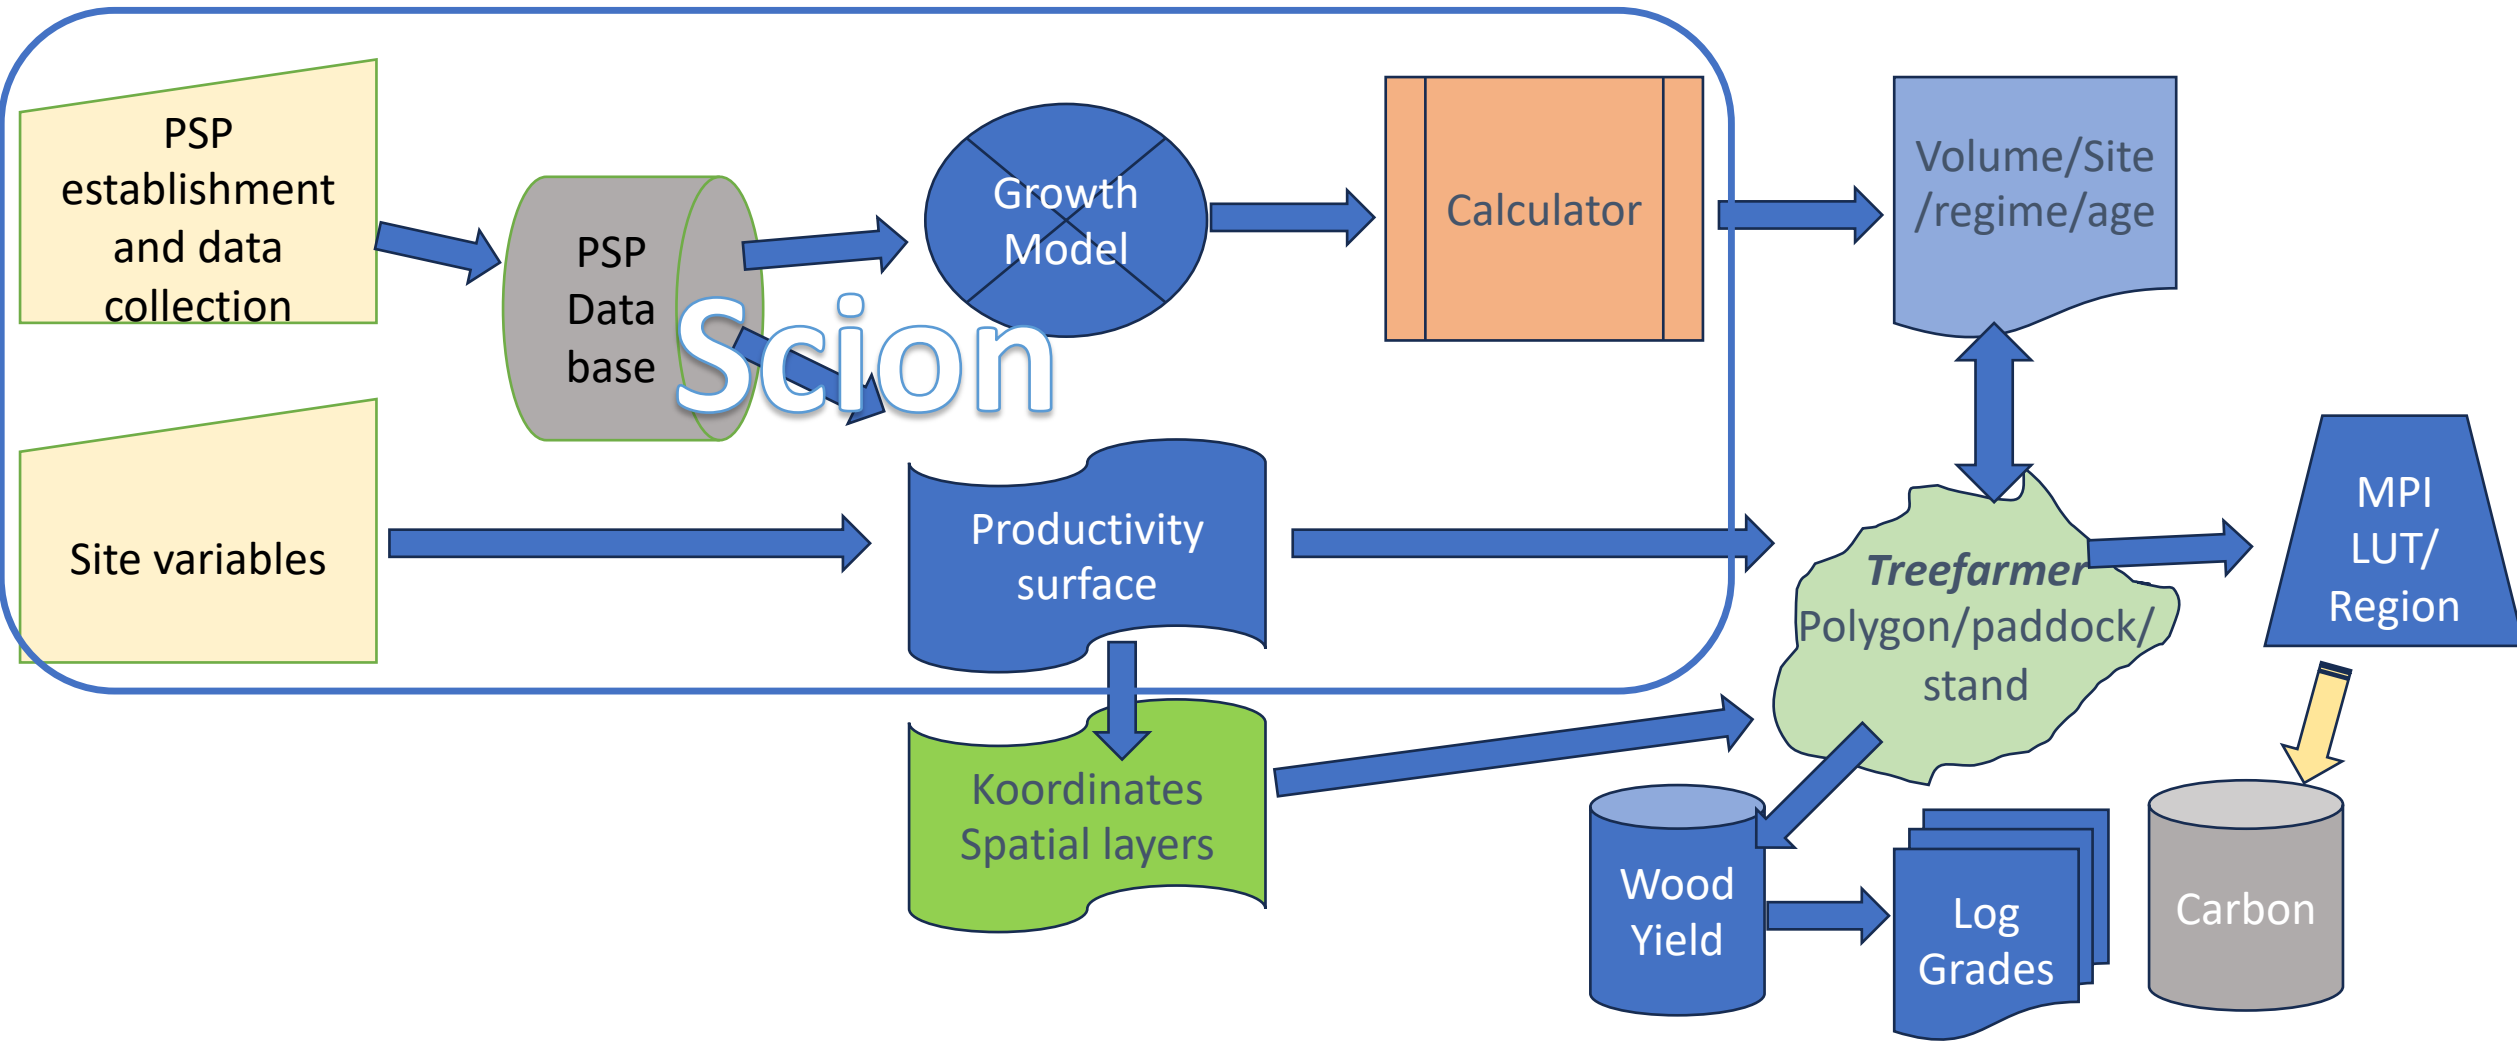 PSP
establishment
and data
collection
PSP
Data
base
Growth
Model
Calculator
Volume/Site
/regime/age
Scion
Site variables
Productivity
surface
Treefarmer
Polygon/paddock/
stand
MPI
LUT/
Region
Koordinates
Spatial layers
Wood
Yield
Log
Grades
Carbon